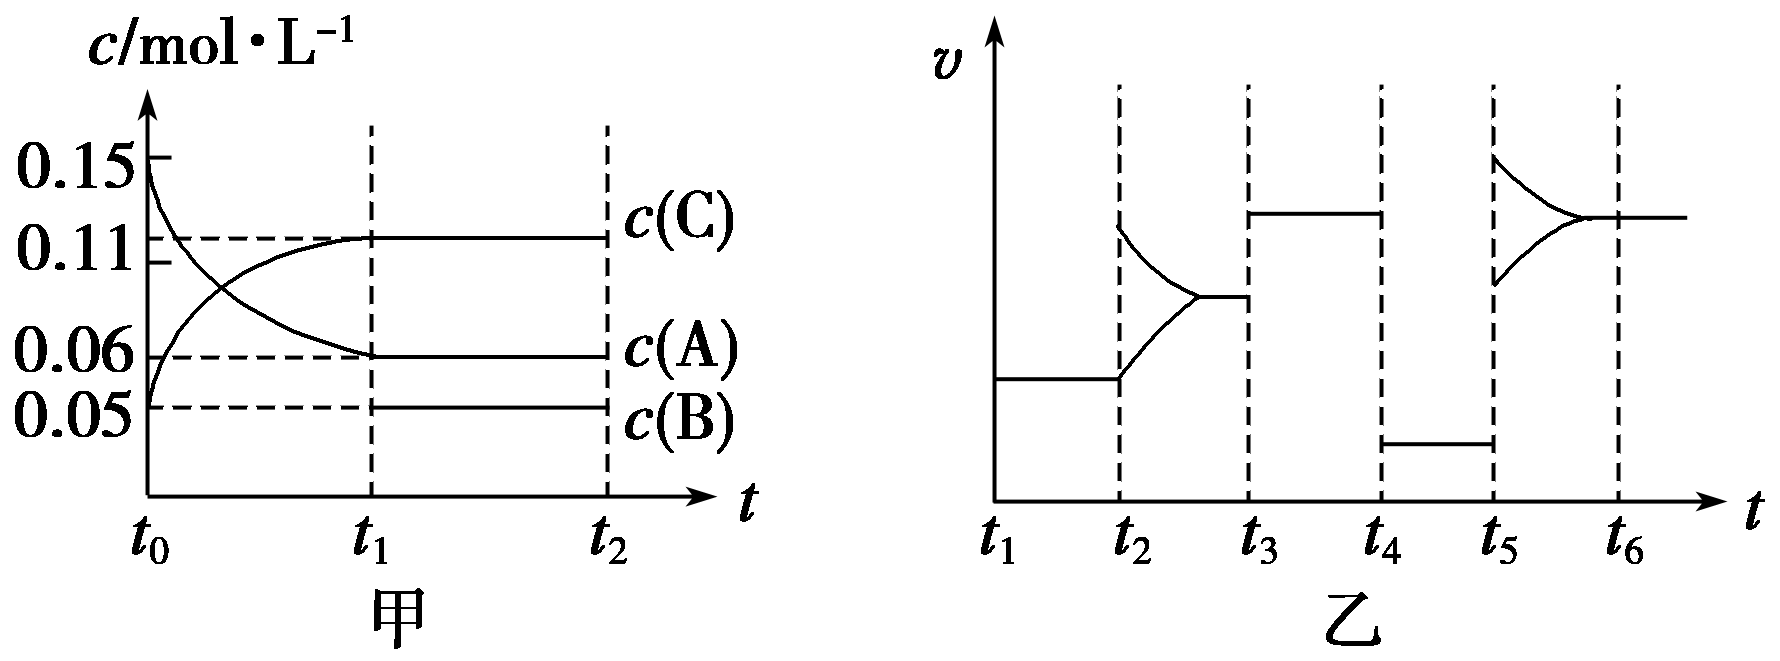 c/mol·L⁻¹
0.15
0.11
0.06
0.05
c(C)
c(A)
c(B)
t₀ t₁ t₂ t
甲
v
t₁ t₂ t₃ t₄ t₅ t₆ t
乙